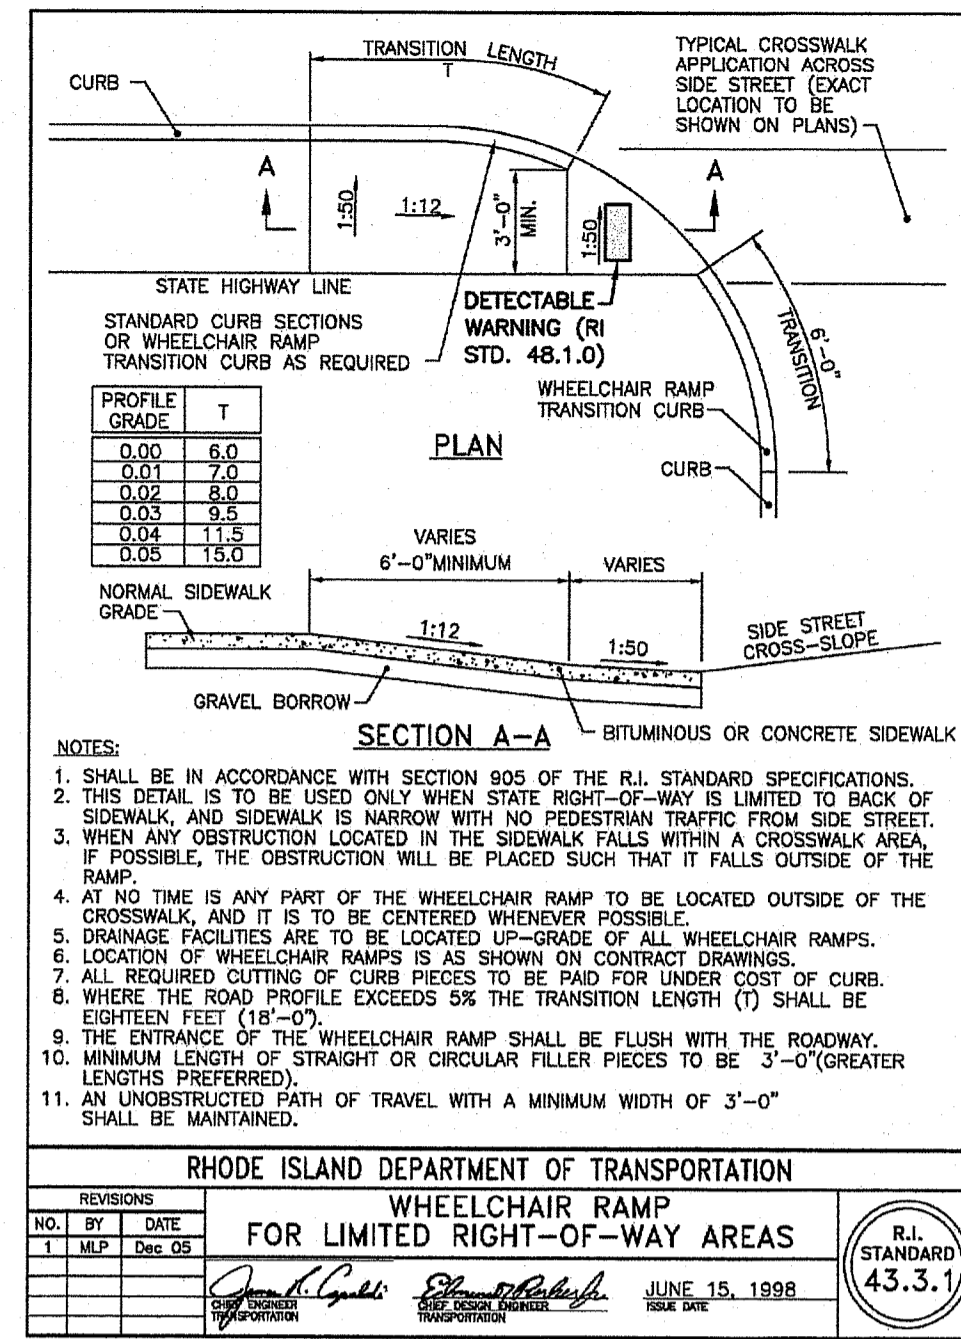 TRANSITION LENGTH
T
CURB
TYPICAL CROSSWALK
APPLICATION ACROSS
SIDE STREET (EXACT
LOCATION TO BE
SHOWN ON PLANS)
A
A
1:50
1:12
3'-0"
MIN.
1:50
STATE HIGHWAY LINE
DETECTABLE
WARNING (RI
STD. 48.1.0)
STANDARD CURB SECTIONS
OR WHEELCHAIR RAMP
TRANSITION CURB AS REQUIRED
6'-0"
TRANSITION
WHEELCHAIR RAMP
TRANSITION CURB
CURB
PLAN
PROFILE GRADE T
0.00 6.0
0.01 7.0
0.02 8.0
0.03 9.5
0.04 11.5
0.05 15.0
VARIES
6'-0"MINIMUM
VARIES
NORMAL SIDEWALK
GRADE
1:12
1:50
SIDE STREET
CROSS-SLOPE
GRAVEL BORROW
SECTION A-A
BITUMINOUS OR CONCRETE SIDEWALK
NOTES:
1. SHALL BE IN ACCORDANCE WITH SECTION 905 OF THE R.I. STANDARD SPECIFICATIONS.
2. THIS DETAIL IS TO BE USED ONLY WHEN STATE RIGHT-OF-WAY IS LIMITED TO BACK OF
SIDEWALK, AND SIDEWALK IS NARROW WITH NO PEDESTRIAN TRAFFIC FROM SIDE STREET.
3. WHEN ANY OBSTRUCTION LOCATED IN THE SIDEWALK FALLS WITHIN A CROSSWALK AREA,
IF POSSIBLE, THE OBSTRUCTION WILL BE PLACED SUCH THAT IT FALLS OUTSIDE OF THE
RAMP.
4. AT NO TIME IS ANY PART OF THE WHEELCHAIR RAMP TO BE LOCATED OUTSIDE OF THE
CROSSWALK, AND IT IS TO BE CENTERED WHENEVER POSSIBLE.
5. DRAINAGE FACILITIES ARE TO BE LOCATED UP-GRADE OF ALL WHEELCHAIR RAMPS.
6. LOCATION OF WHEELCHAIR RAMPS IS AS SHOWN ON CONTRACT DRAWINGS.
7. ALL REQUIRED CUTTING OF CURB PIECES TO BE PAID FOR UNDER COST OF CURB.
8. WHERE THE ROAD PROFILE EXCEEDS 5% THE TRANSITION LENGTH (T) SHALL BE
EIGHTEEN FEET (18'-0").
9. THE ENTRANCE OF THE WHEELCHAIR RAMP SHALL BE FLUSH WITH THE ROADWAY.
10. MINIMUM LENGTH OF STRAIGHT OR CIRCULAR FILLER PIECES TO BE 3'-0"(GREATER
LENGTHS PREFERRED).
11. AN UNOBSTRUCTED PATH OF TRAVEL WITH A MINIMUM WIDTH OF 3'-0"
SHALL BE MAINTAINED.
RHODE ISLAND DEPARTMENT OF TRANSPORTATION
REVISIONS
NO. BY DATE
1 MLP Dec 05
WHEELCHAIR RAMP
FOR LIMITED RIGHT-OF-WAY AREAS
CHIEF ENGINEER
TRANSPORTATION
CHIEF DESIGN ENGINEER
TRANSPORTATION
JUNE 15, 1998
ISSUE DATE
R.I.
STANDARD
43.3.1